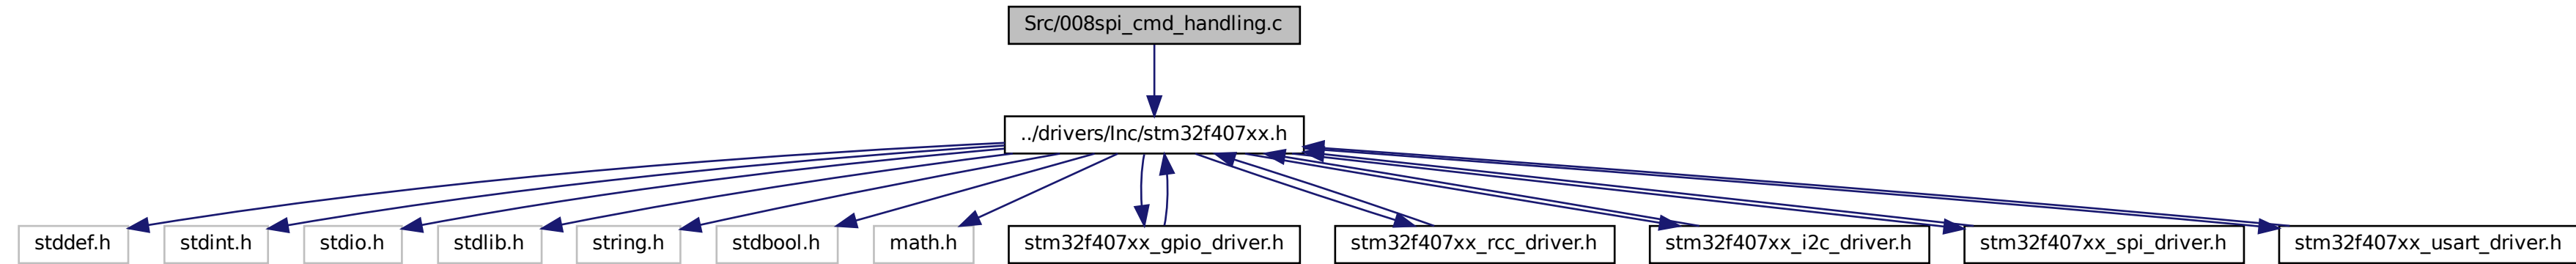 Src/008spi_cmd_handling.c
../drivers/Inc/stm32f407xx.h
stddef.h
stdint.h
stdio.h
stdlib.h
string.h
stdbool.h
math.h
stm32f407xx_gpio_driver.h
stm32f407xx_rcc_driver.h
stm32f407xx_i2c_driver.h
stm32f407xx_spi_driver.h
stm32f407xx_usart_driver.h